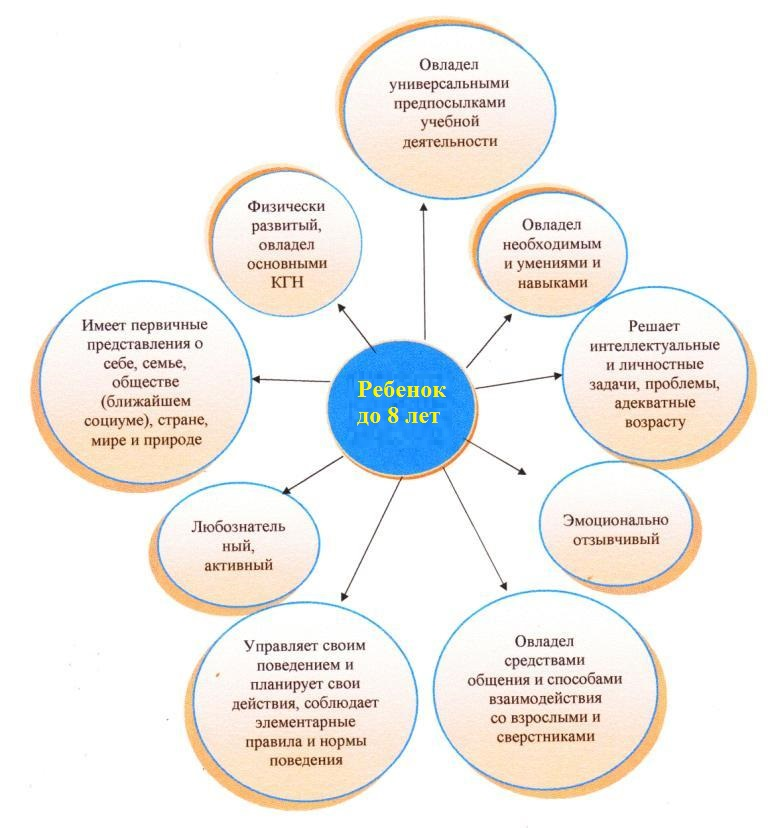 Овладел
универсальными
предпосылками
учебной
деятельности
Физически
развитый,
овладел
основными
КГН
Овладел
необходимым
и умениями и
навыками
Имеет первичные
представления о
себе, семье,
обществе
(ближайшем
социуме), стране,
мире и природе
Ребенок
до 8 лет
Решает
интеллектуальные
и личностные
задачи, проблемы,
адекватные
возрасту
Любознатель
ный,
активный
Эмоционально
отзывчивый
Управляет своим
поведением и
планирует свои
действия, соблюдает
элементарные
правила и нормы
поведения
Овладел
средствами
общения и способами
взаимодействия
со взрослыми и
сверстниками